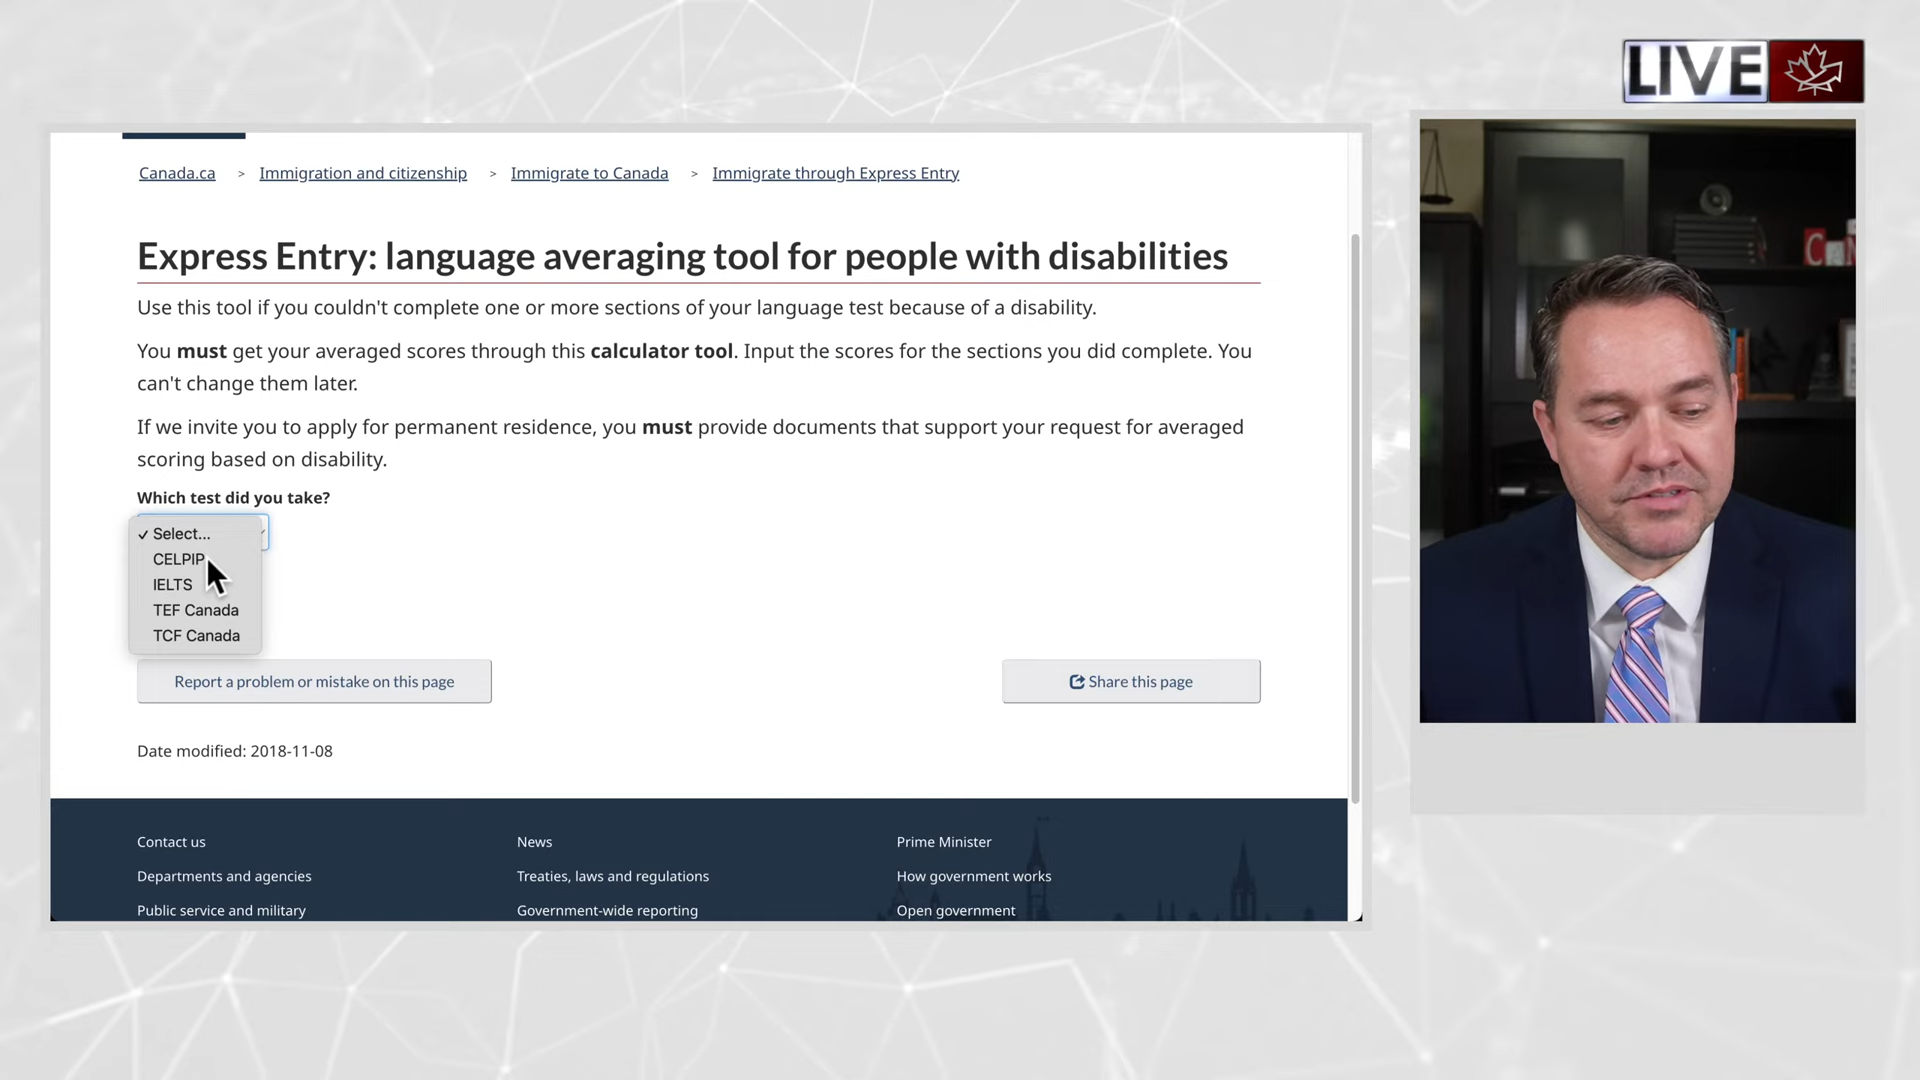 LIVE
Canada.ca > Immigration and citizenship > Immigrate to Canada > Immigrate through Express Entry
Express Entry: language averaging tool for people with disabilities
Use this tool if you couldn't complete one or more sections of your language test because of a disability.
You must get your averaged scores through this calculator tool. Input the scores for the sections you did complete. You
can't change them later.
If we invite you to apply for permanent residence, you must provide documents that support your request for averaged
scoring based on disability.
Which test did you take?
✓ Select...
CELPIP
IELTS
TEF Canada
TCF Canada
Report a problem or mistake on this page
Share this page
Date modified: 2018-11-08
Contact us
News
Prime Minister
Departments and agencies
Treaties, laws and regulations
How government works
Public service and military
Government-wide reporting
Open government